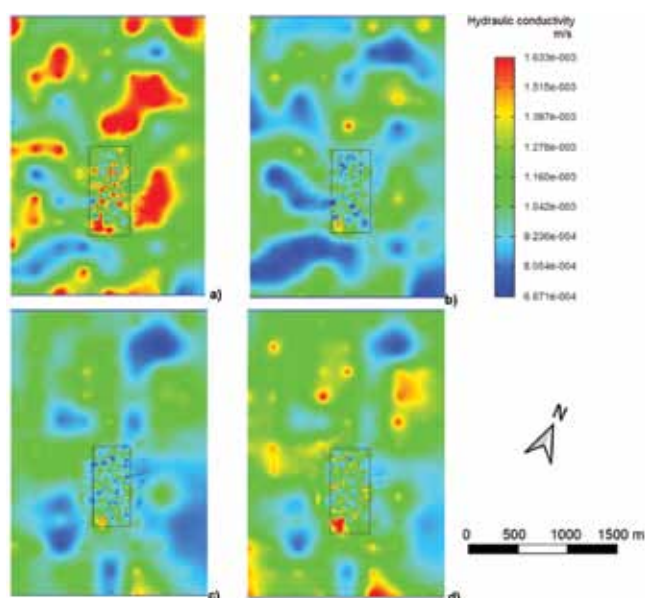 Hydraulic conductivity
m/s
1.633e-003
1.515e-003
1.397e-003
1.278e-003
1.160e-003
1.042e-003
9.236e-004
8.054e-004
6.871e-004
a)
b)
N
0 500 1000 1500 m
c)
d)